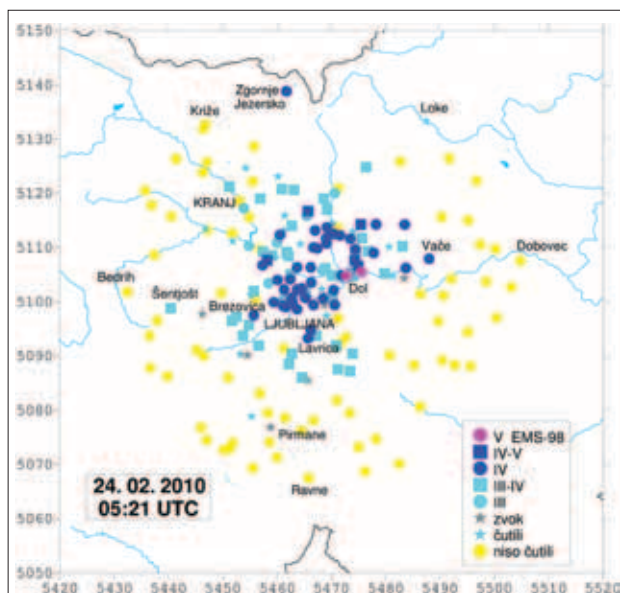 5150
5140
5130
5120
5110
5100
5090
5080
5070
5060
5050
5420 5430 5440 5450 5460 5470 5480 5490 5500 5510 5520
Zgornje
Jezersko
Križe
Loke
KRANJ
Vače
Dobovec
Bedrih
Šentjošt
Dol
Brezovica
LJUBLJANA
Lavrica
Pirmane
Ravne
24. 02. 2010
05:21 UTC
V EMS-98
IV-V
IV
III-IV
III
zvok
čutili
niso čutili